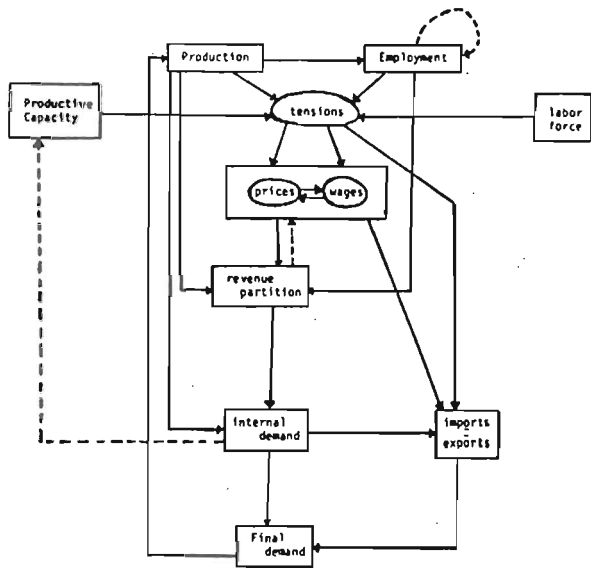 Production
Employment
Productive
Capacity
tensions
labor
force
prices
wages
revenue
partition
internal
demand
imports
-
exports
Final
demand